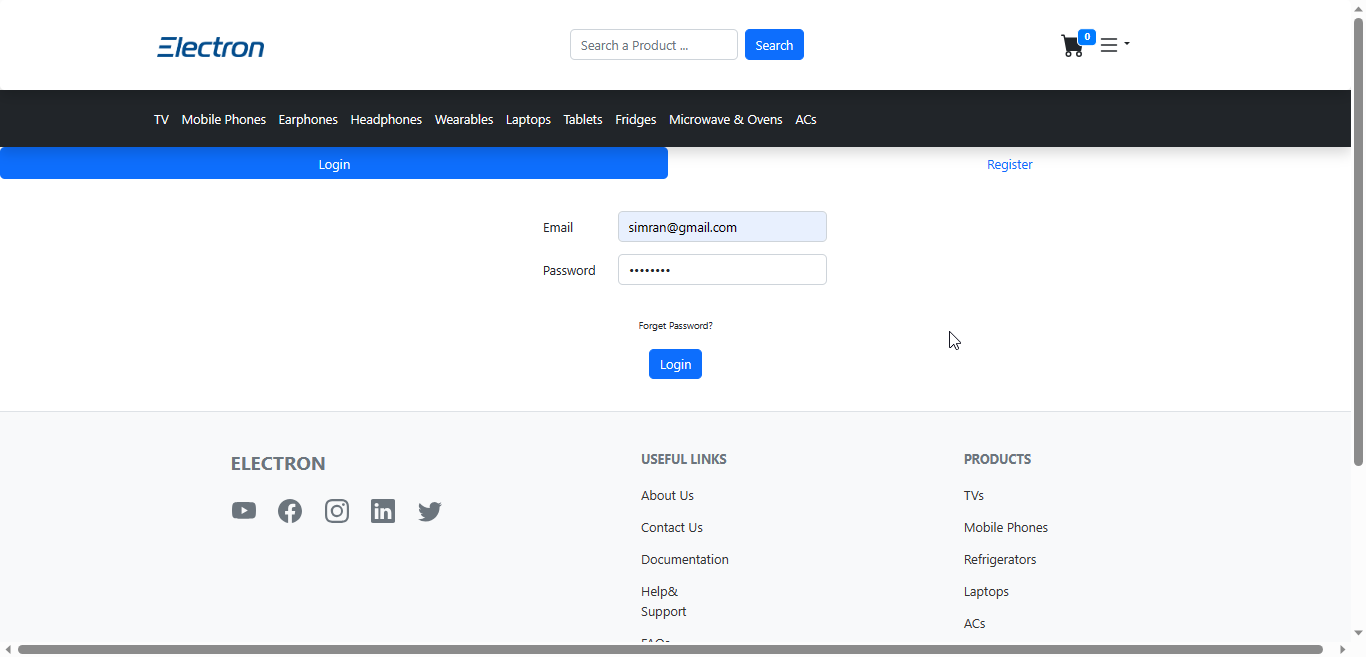 Electron
Search a Product ...
Search
0
TV Mobile Phones Earphones Headphones Wearables Laptops Tablets Fridges Microwave & Ovens ACs
Login
Register
Email
simran@gmail.com
Password
••••••••
Forget Password?
Login
ELECTRON
USEFUL LINKS
About Us
Contact Us
Documentation
Help&
Support
FAQs
PRODUCTS
TVs
Mobile Phones
Refrigerators
Laptops
ACs